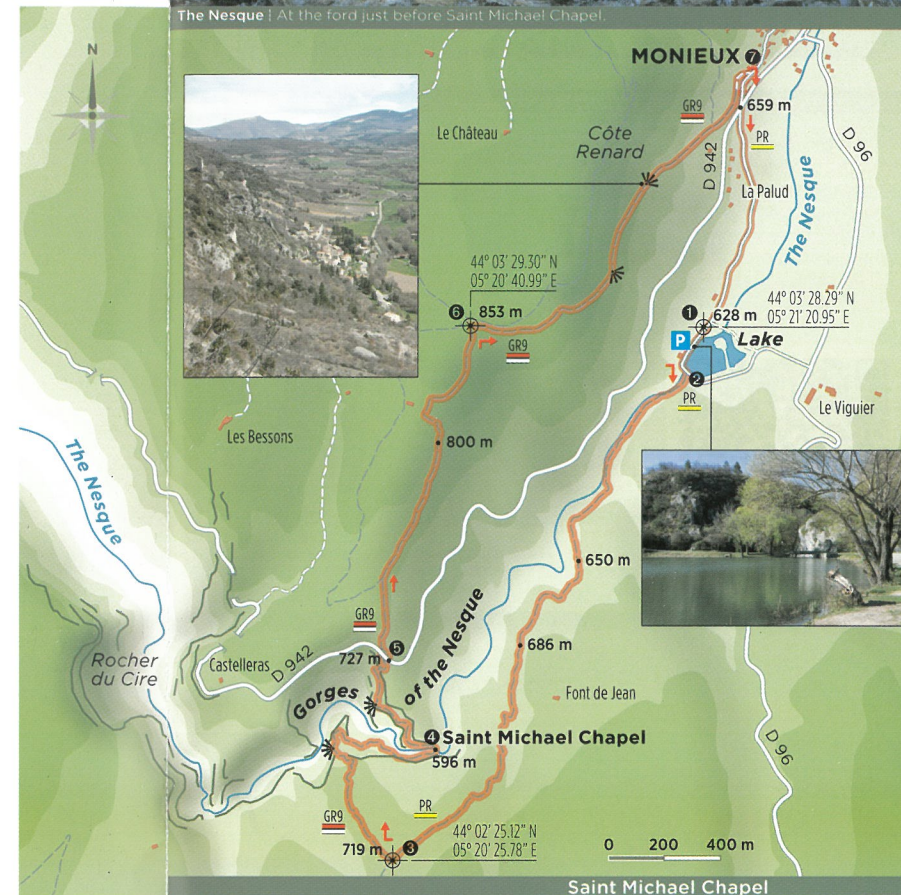 The Nesque | At the ford just before Saint Michael Chapel.
N
MONIEUX 7
659 m
GR9
PR
Le Château
Côte
Renard
D 942
D 96
La Palud
The Nesque
44° 03' 29.30" N
05° 20' 40.99" E
6 853 m
GR9
1 628 m
44° 03' 28.29" N
05° 21' 20.95" E
P
Lake
2
PR
Le Viguier
Les Bessons
800 m
The Nesque
650 m
GR9
5
727 m
686 m
Rocher
du Cire
Castelleras
D 942
Gorges of the Nesque
Font de Jean
4 Saint Michael Chapel
596 m
D 96
GR9
PR
719 m 3
44° 02' 25.12" N
05° 20' 25.78" E
0 200 400 m
Saint Michael Chapel